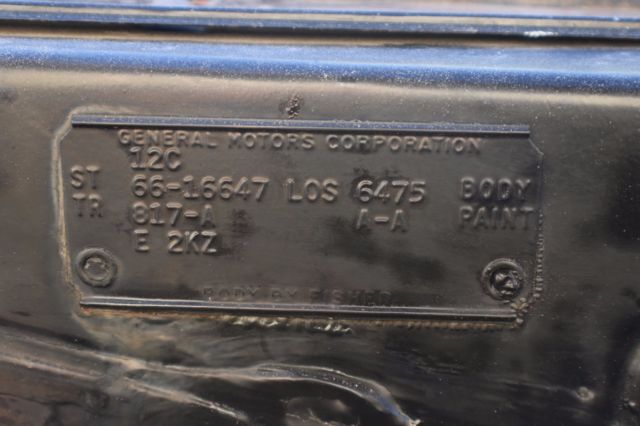 GENERAL MOTORS CORPORATION
12C
ST 66-16647 LOS 6475 BODY
TR 817-A A-A PAINT
E 2KZ
BODY BY FISHER